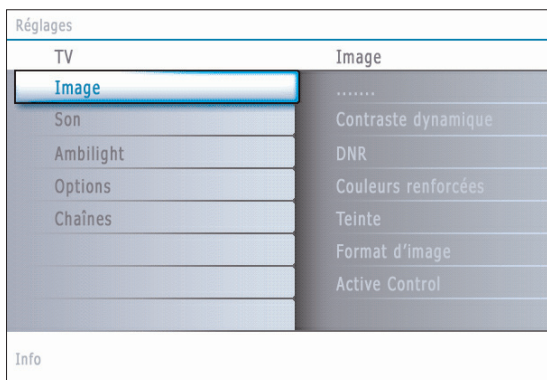 Réglages
TV
Image
Son
Ambilight
Options
Chaînes
Image
.......
Contraste dynamique
DNR
Couleurs renforcées
Teinte
Format d'image
Active Control
Info